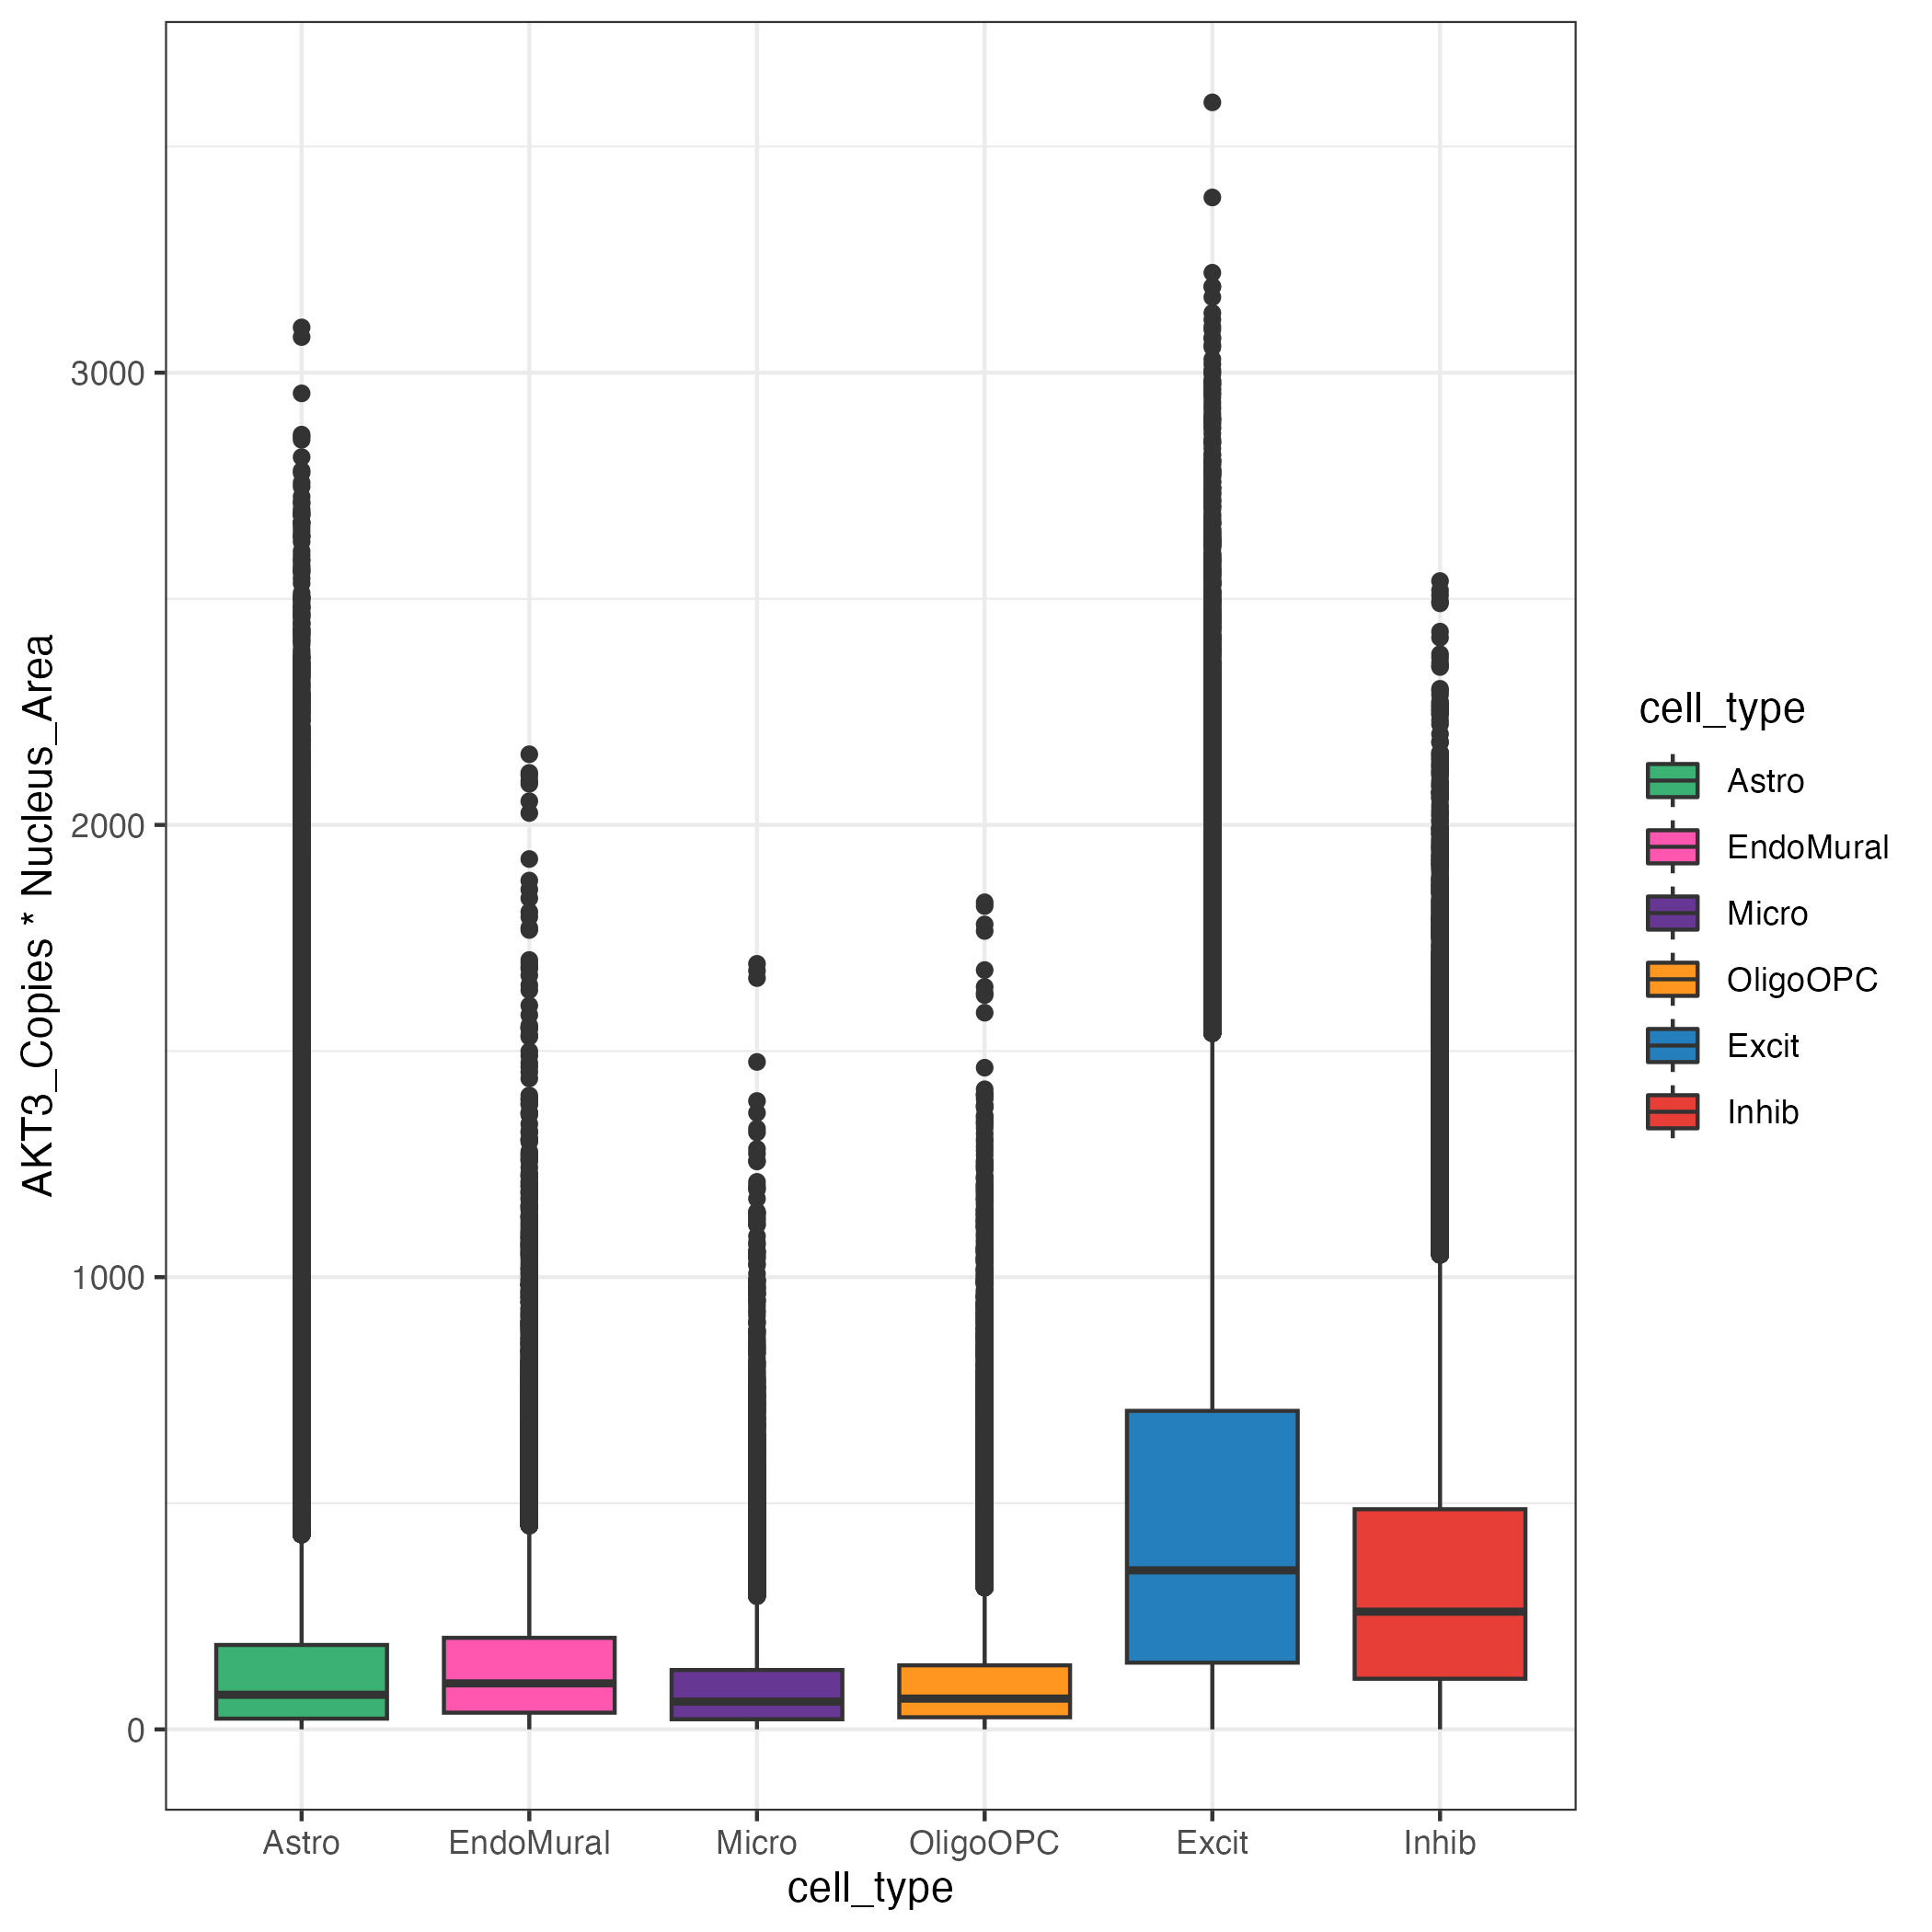 AKT3_Copies * Nucleus_Area
3000
2000
1000
0
Astro
EndoMural
Micro
OligoOPC
Excit
Inhib
cell_type
cell_type
Astro
EndoMural
Micro
OligoOPC
Excit
Inhib